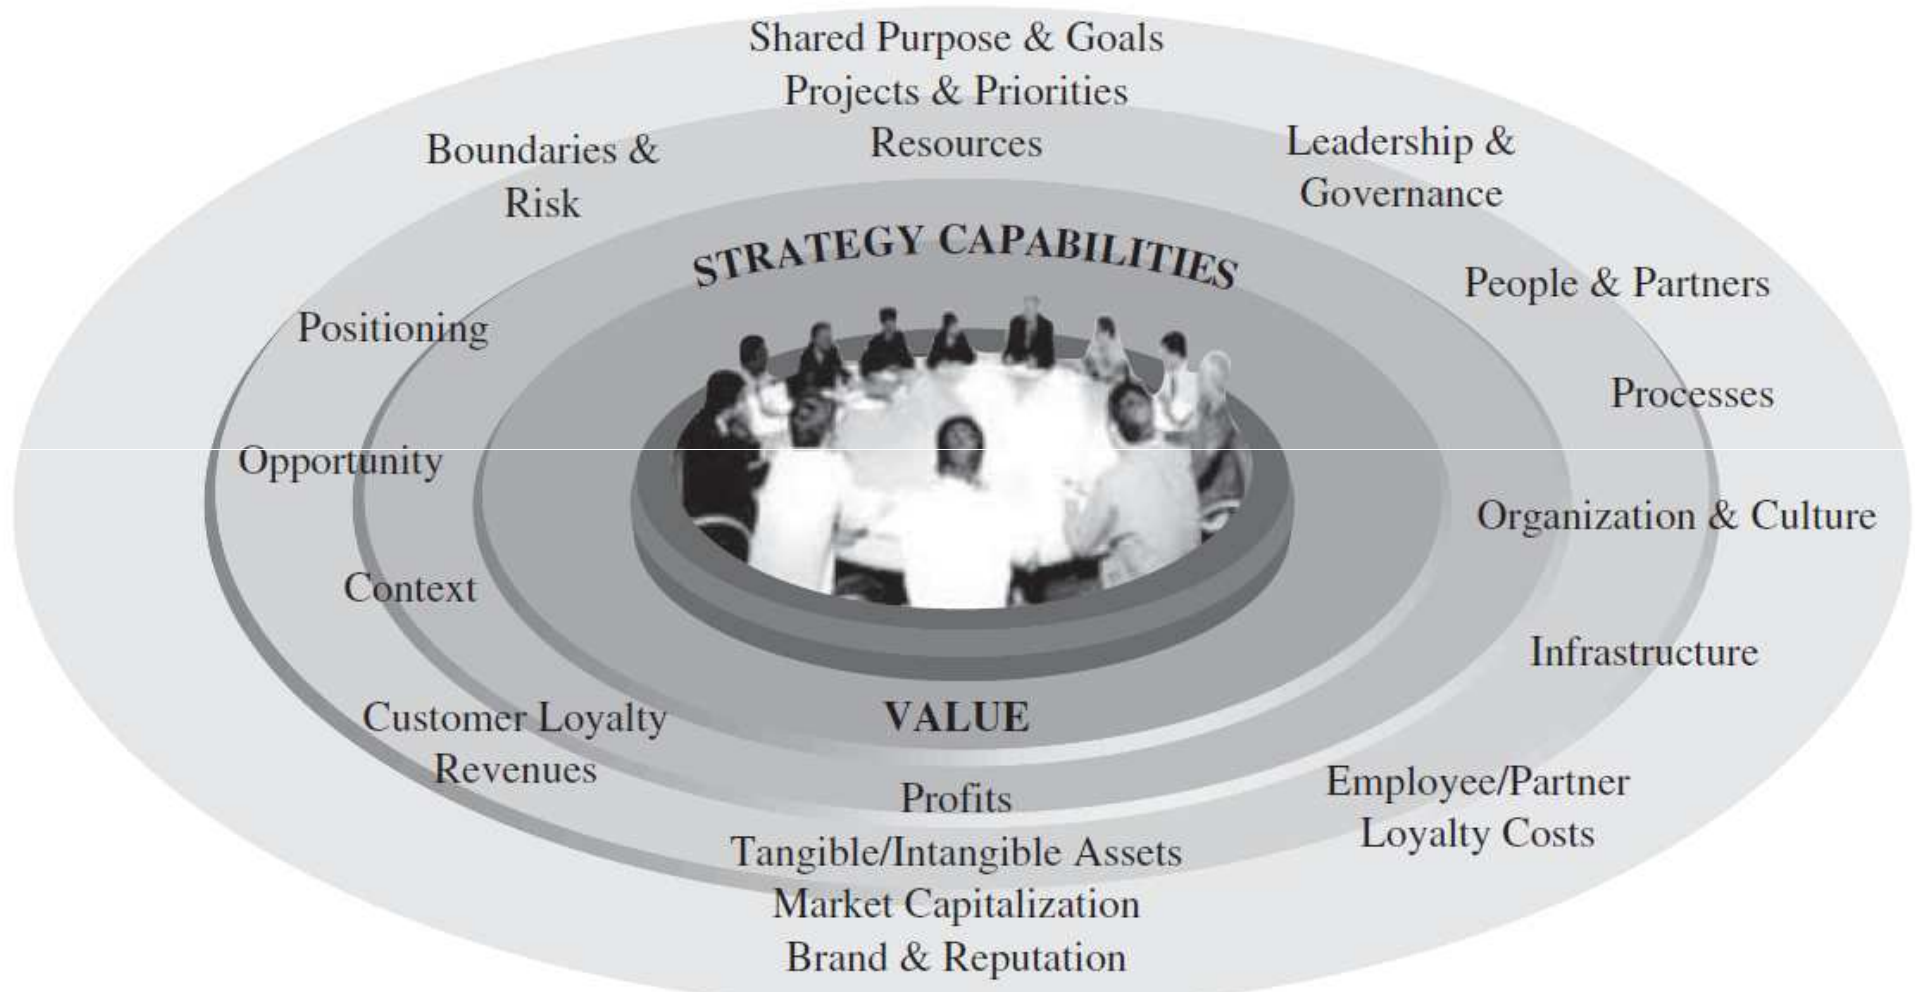 Shared Purpose & Goals
Projects & Priorities
Resources
Boundaries &
Risk
Leadership &
Governance
STRATEGY CAPABILITIES
People & Partners
Positioning
Processes
Opportunity
Organization & Culture
Context
Infrastructure
Customer Loyalty
Revenues
VALUE
Profits
Tangible/Intangible Assets
Market Capitalization
Brand & Reputation
Employee/Partner
Loyalty Costs